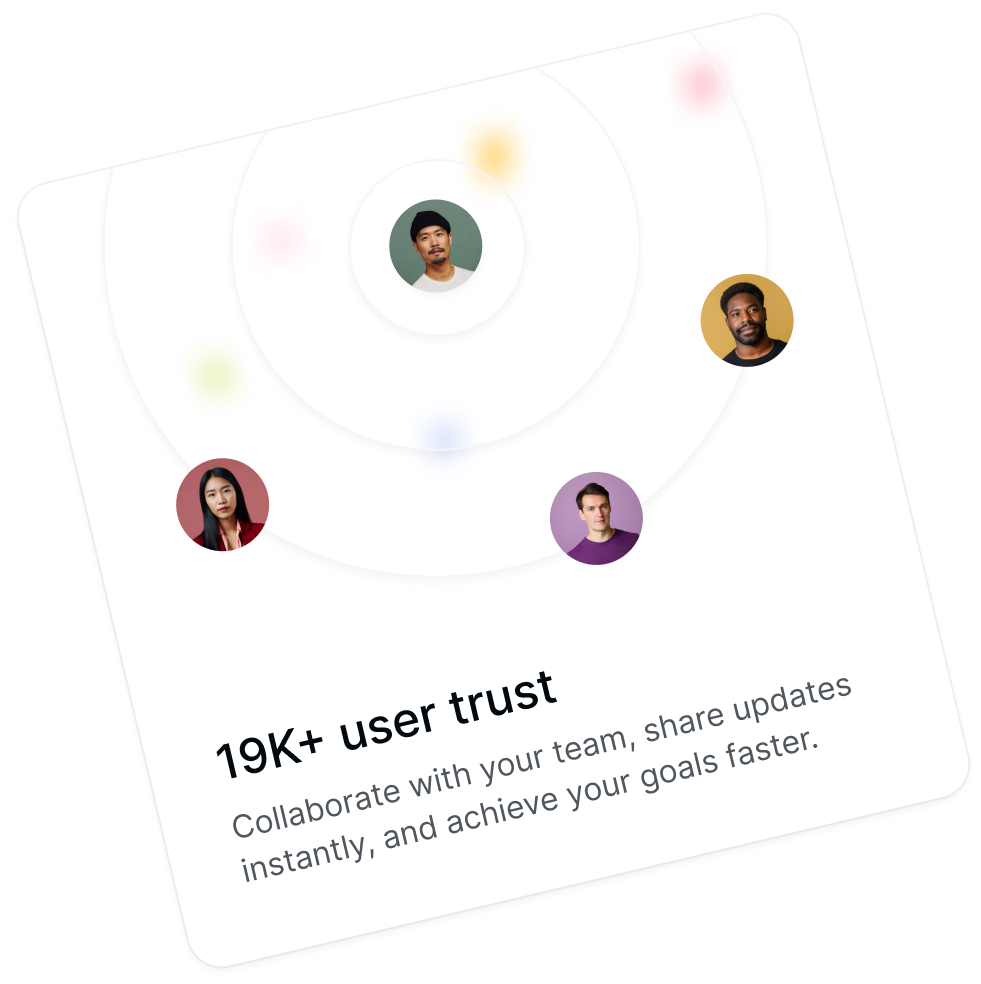 19K+ user trust
Collaborate with your team, share updates
instantly, and achieve your goals faster.